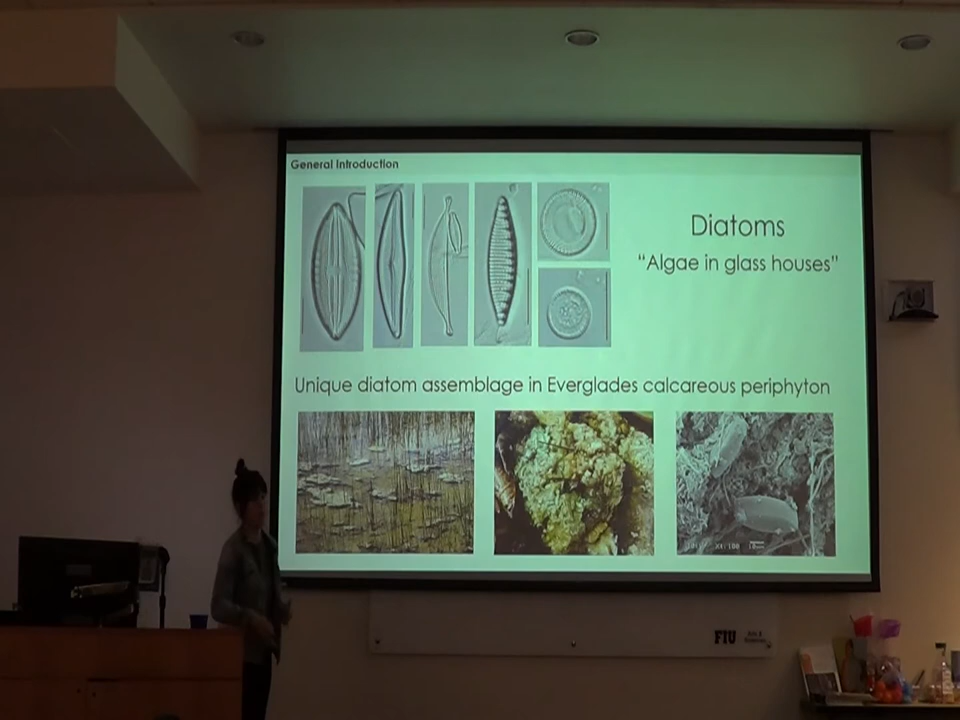 General Introduction
Diatoms
“Algae in glass houses”
Unique diatom assemblage in Everglades calcareous periphyton
FIU